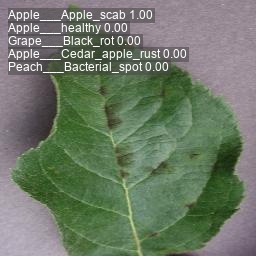 Apple___Apple_scab 1.00
Apple___healthy 0.00
Grape___Black_rot 0.00
Apple___Cedar_apple_rust 0.00
Peach___Bacterial_spot 0.00